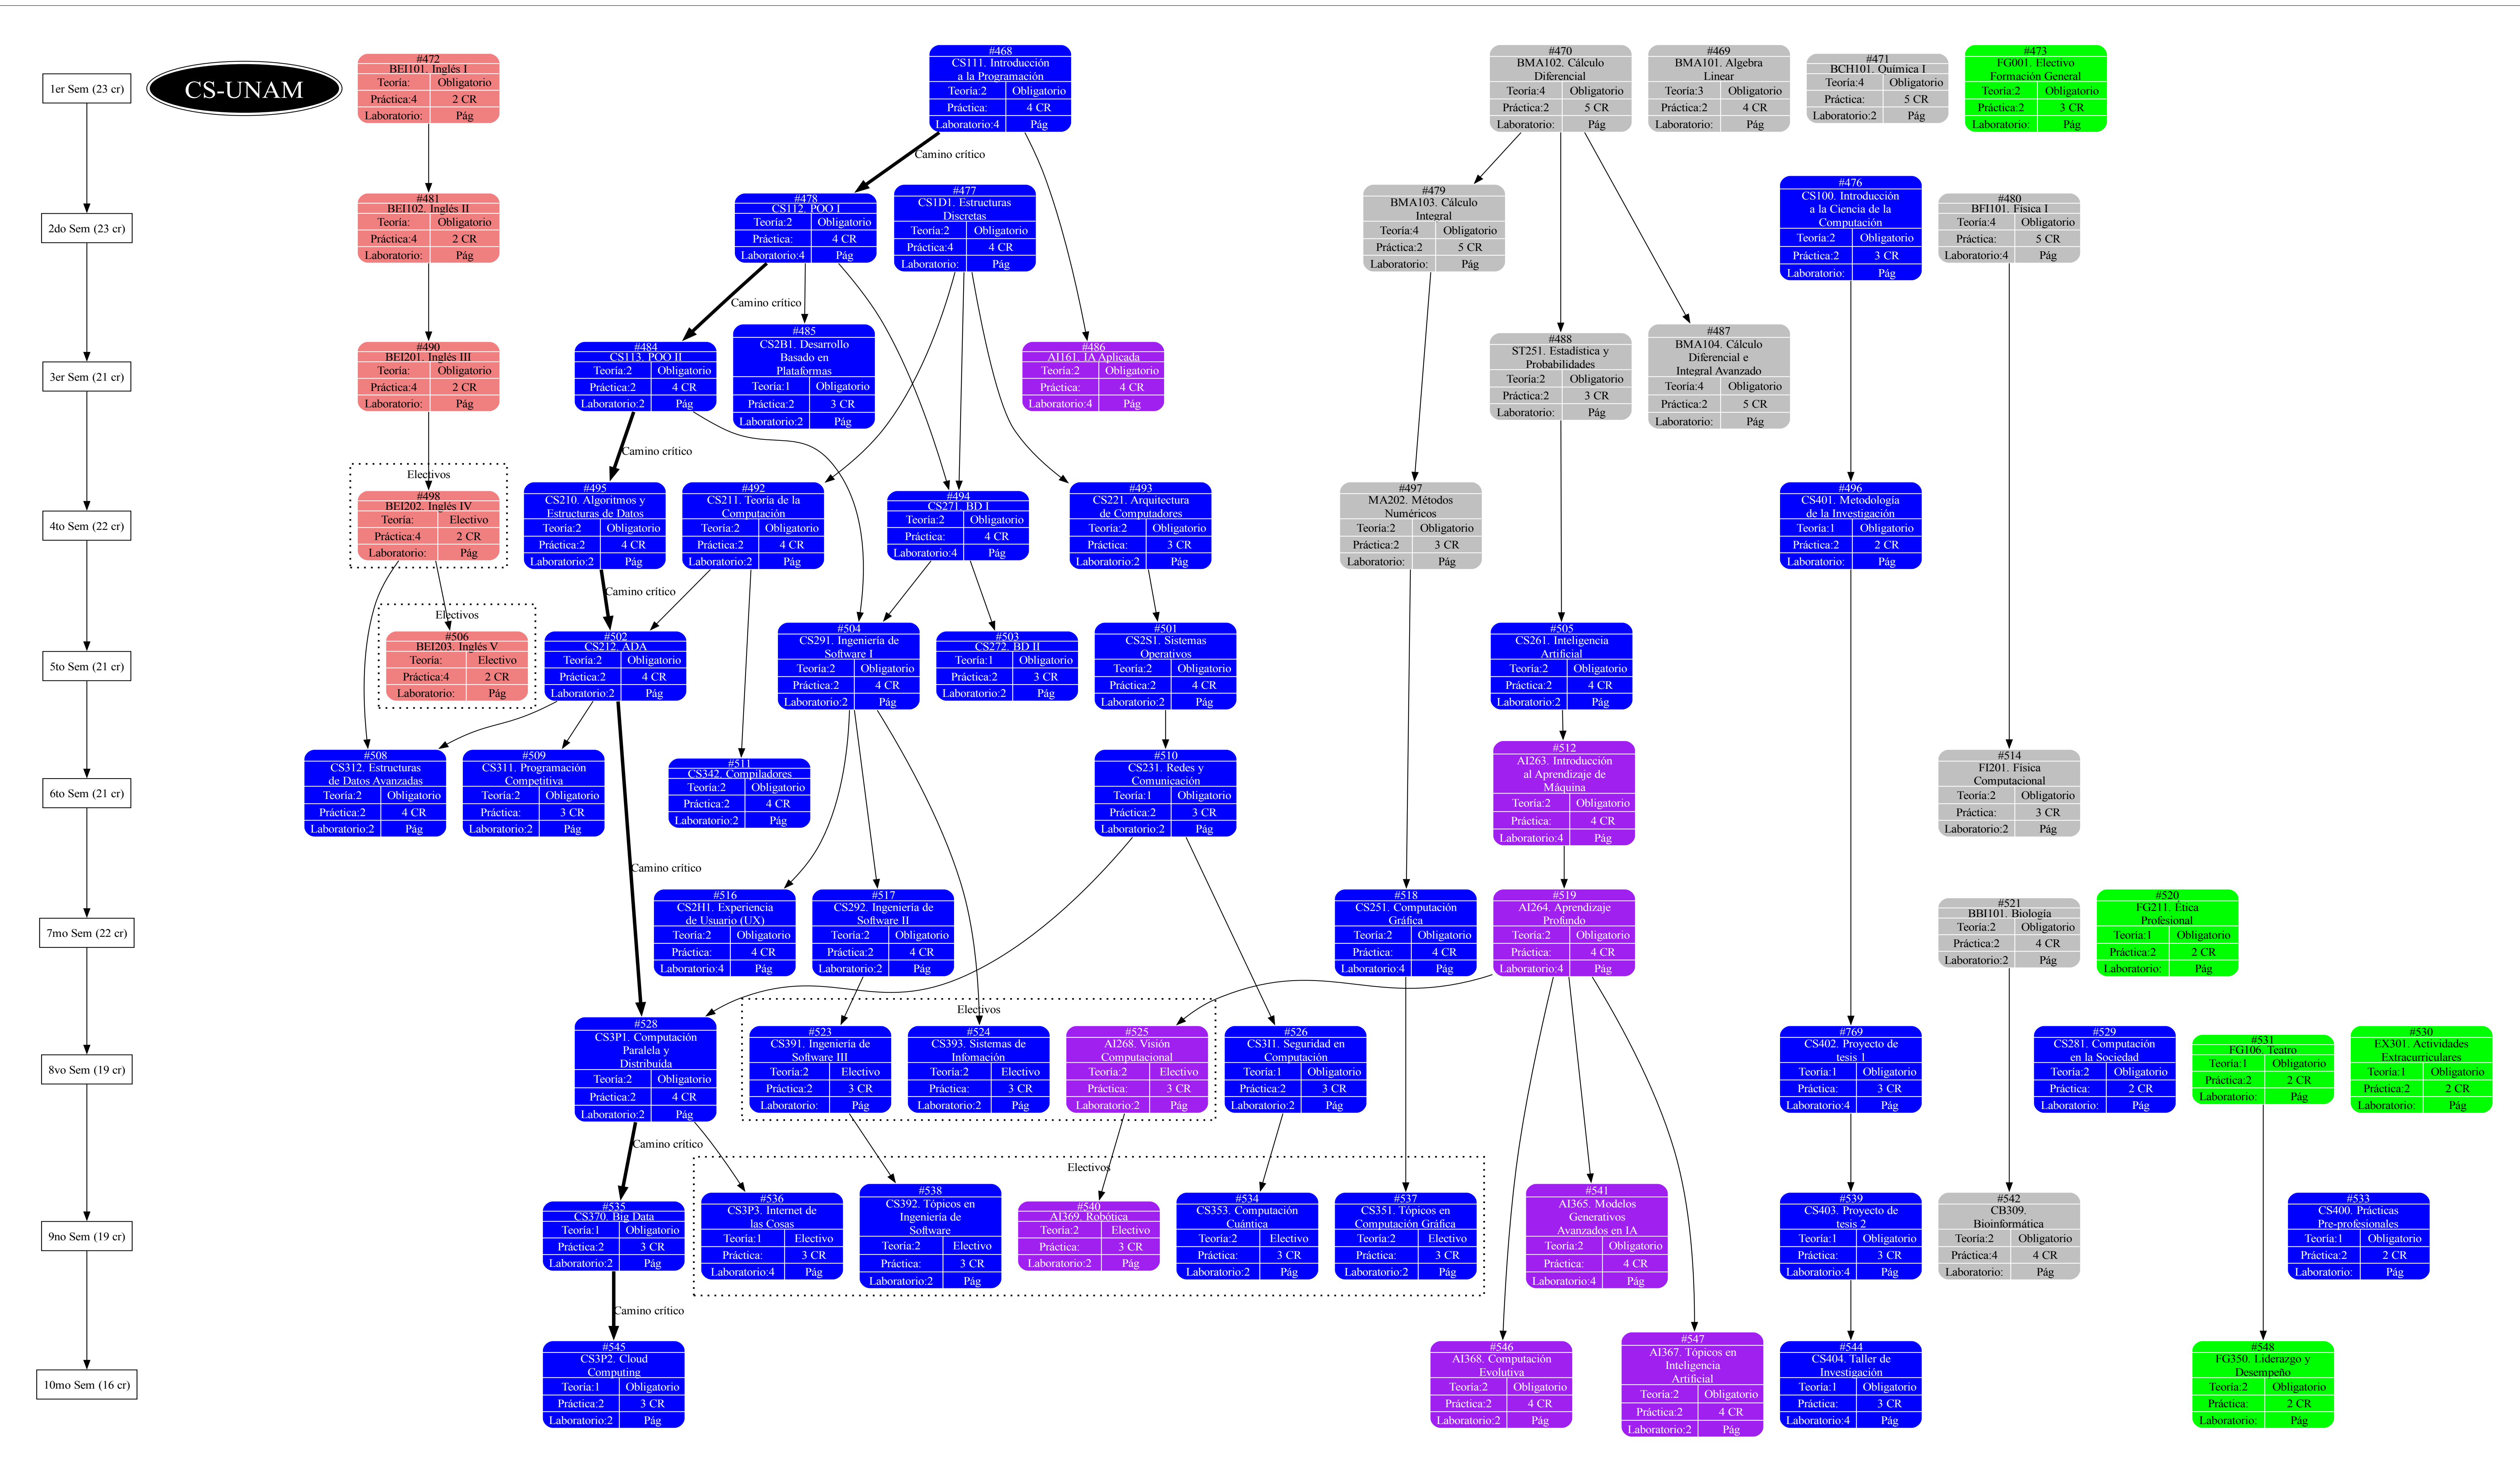 CS-UNAM
1er Sem (23 cr)
#472
BEI101. Inglés I
Teoría: Obligatorio
Práctica:4 2 CR
Laboratorio: Pág
#468
CS111. Introducción
a la Programación
Teoría:2 Obligatorio
Práctica: 4 CR
Laboratorio:4 Pág
#470
BMA102. Cálculo
Diferencial
Teoría:4 Obligatorio
Práctica:2 5 CR
Laboratorio: Pág
#469
BMA101. Algebra
Linear
Teoría:3 Obligatorio
Práctica:2 4 CR
Laboratorio: Pág
#471
BCH101. Química I
Teoría:4 Obligatorio
Práctica: 5 CR
Laboratorio:2 Pág
#473
FG001. Electivo
Formación General
Teoría:2 Obligatorio
Práctica:2 3 CR
Laboratorio: Pág
Camino crítico
2do Sem (23 cr)
#481
BEI102. Inglés II
Teoría: Obligatorio
Práctica:4 2 CR
Laboratorio: Pág
#478
CS112. POO I
Teoría:2 Obligatorio
Práctica: 4 CR
Laboratorio:4 Pág
#477
CS1D1. Estructuras
Discretas
Teoría:2 Obligatorio
Práctica:4 4 CR
Laboratorio: Pág
#479
BMA103. Cálculo
Integral
Teoría:4 Obligatorio
Práctica:2 5 CR
Laboratorio: Pág
#476
CS100. Introducción
a la Ciencia de la
Computación
Teoría:2 Obligatorio
Práctica:2 3 CR
Laboratorio: Pág
#480
BFI101. Física I
Teoría:4 Obligatorio
Práctica: 5 CR
Laboratorio:4 Pág
Camino crítico
3er Sem (21 cr)
#490
BEI201. Inglés III
Teoría: Obligatorio
Práctica:4 2 CR
Laboratorio: Pág
#484
CS113. POO II
Teoría:2 Obligatorio
Práctica:2 4 CR
Laboratorio:2 Pág
#485
CS2B1. Desarrollo
Basado en
Plataformas
Teoría:1 Obligatorio
Práctica:2 3 CR
Laboratorio:2 Pág
#486
AI161. IA Aplicada
Teoría:2 Obligatorio
Práctica: 4 CR
Laboratorio:4 Pág
#488
ST251. Estadística y
Probabilidades
Teoría:2 Obligatorio
Práctica:2 3 CR
Laboratorio: Pág
#487
BMA104. Cálculo
Diferencial e
Integral Avanzado
Teoría:4 Obligatorio
Práctica:2 5 CR
Laboratorio: Pág
Camino crítico
4to Sem (22 cr)
Electivos
#498
BEI202. Inglés IV
Teoría: Electivo
Práctica:4 2 CR
Laboratorio: Pág
#495
CS210. Algoritmos y
Estructuras de Datos
Teoría:2 Obligatorio
Práctica:2 4 CR
Laboratorio:2 Pág
#492
CS211. Teoría de la
Computación
Teoría:2 Obligatorio
Práctica:2 4 CR
Laboratorio:2 Pág
#494
CS271. BD I
Teoría:2 Obligatorio
Práctica: 4 CR
Laboratorio:4 Pág
#493
CS221. Arquitectura
de Computadores
Teoría:2 Obligatorio
Práctica: 3 CR
Laboratorio:2 Pág
#497
MA202. Métodos
Numéricos
Teoría:2 Obligatorio
Práctica:2 3 CR
Laboratorio: Pág
#496
CS401. Metodología
de la Investigación
Teoría:1 Obligatorio
Práctica:2 2 CR
Laboratorio: Pág
Camino crítico
5to Sem (21 cr)
Electivos
#506
BEI203. Inglés V
Teoría: Electivo
Práctica:4 2 CR
Laboratorio: Pág
#502
CS212. ADA
Teoría:2 Obligatorio
Práctica:2 4 CR
Laboratorio:2 Pág
#504
CS291. Ingeniería de
Software I
Teoría:2 Obligatorio
Práctica:2 4 CR
Laboratorio:2 Pág
#503
CS272. BD II
Teoría:1 Obligatorio
Práctica:2 3 CR
Laboratorio:2 Pág
#501
CS2S1. Sistemas
Operativos
Teoría:2 Obligatorio
Práctica:2 4 CR
Laboratorio:2 Pág
#505
CS261. Inteligencia
Artificial
Teoría:2 Obligatorio
Práctica:2 4 CR
Laboratorio:2 Pág
6to Sem (21 cr)
#508
CS312. Estructuras
de Datos Avanzadas
Teoría:2 Obligatorio
Práctica:2 4 CR
Laboratorio:2 Pág
#509
CS311. Programación
Competitiva
Teoría:2 Obligatorio
Práctica: 3 CR
Laboratorio:2 Pág
#511
CS342. Compiladores
Teoría:2 Obligatorio
Práctica:2 4 CR
Laboratorio:2 Pág
#510
CS231. Redes y
Comunicación
Teoría:1 Obligatorio
Práctica:2 3 CR
Laboratorio:2 Pág
#512
AI263. Introducción
al Aprendizaje de
Máquina
Teoría:2 Obligatorio
Práctica: 4 CR
Laboratorio:4 Pág
#514
FI201. Física
Computacional
Teoría:2 Obligatorio
Práctica: 3 CR
Laboratorio:2 Pág
Camino crítico
7mo Sem (22 cr)
#516
CS2H1. Experiencia
de Usuario (UX)
Teoría:2 Obligatorio
Práctica: 4 CR
Laboratorio:4 Pág
#517
CS292. Ingeniería de
Software II
Teoría:2 Obligatorio
Práctica:2 4 CR
Laboratorio:2 Pág
#518
CS251. Computación
Gráfica
Teoría:2 Obligatorio
Práctica: 4 CR
Laboratorio:4 Pág
#519
AI264. Aprendizaje
Profundo
Teoría:2 Obligatorio
Práctica: 4 CR
Laboratorio:4 Pág
#521
BBI101. Biología
Teoría:2 Obligatorio
Práctica:2 4 CR
Laboratorio:2 Pág
#520
FG211. Ética
Profesional
Teoría:1 Obligatorio
Práctica:2 2 CR
Laboratorio: Pág
8vo Sem (19 cr)
#528
CS3P1. Computación
Paralela y
Distribuída
Teoría:2 Obligatorio
Práctica:2 4 CR
Laboratorio:2 Pág
Electivos
#523
CS391. Ingeniería de
Software III
Teoría:2 Electivo
Práctica:2 3 CR
Laboratorio: Pág
#524
CS393. Sistemas de
Infomación
Teoría:2 Electivo
Práctica: 3 CR
Laboratorio:2 Pág
#525
AI268. Visión
Computacional
Teoría:2 Electivo
Práctica: 3 CR
Laboratorio:2 Pág
#526
CS3I1. Seguridad en
Computación
Teoría:1 Obligatorio
Práctica:2 3 CR
Laboratorio:2 Pág
#769
CS402. Proyecto de
tesis 1
Teoría:1 Obligatorio
Práctica: 3 CR
Laboratorio:4 Pág
#529
CS281. Computación
en la Sociedad
Teoría:2 Obligatorio
Práctica: 2 CR
Laboratorio: Pág
#531
FG106. Teatro
Teoría:1 Obligatorio
Práctica:2 2 CR
Laboratorio: Pág
#530
EX301. Actividades
Extracurriculares
Teoría:1 Obligatorio
Práctica:2 2 CR
Laboratorio: Pág
Camino crítico
9no Sem (19 cr)
#535
CS370. Big Data
Teoría:1 Obligatorio
Práctica:2 3 CR
Laboratorio:2 Pág
Electivos
#536
CS3P3. Internet de
las Cosas
Teoría:1 Electivo
Práctica: 3 CR
Laboratorio:4 Pág
#538
CS392. Tópicos en
Ingeniería de
Software
Teoría:2 Electivo
Práctica: 3 CR
Laboratorio:2 Pág
#540
AI369. Robótica
Teoría:2 Electivo
Práctica: 3 CR
Laboratorio:2 Pág
#534
CS353. Computación
Cuántica
Teoría:2 Electivo
Práctica: 3 CR
Laboratorio:2 Pág
#537
CS351. Tópicos en
Computación Gráfica
Teoría:2 Electivo
Práctica: 3 CR
Laboratorio:2 Pág
#541
AI365. Modelos
Generativos
Avanzados en IA
Teoría:2 Obligatorio
Práctica: 4 CR
Laboratorio:4 Pág
#539
CS403. Proyecto de
tesis 2
Teoría:1 Obligatorio
Práctica: 3 CR
Laboratorio:4 Pág
#542
CB309.
Bioinformática
Teoría:2 Obligatorio
Práctica:4 4 CR
Laboratorio: Pág
#533
CS400. Prácticas
Pre-profesionales
Teoría:1 Obligatorio
Práctica:2 2 CR
Laboratorio: Pág
Camino crítico
10mo Sem (16 cr)
#545
CS3P2. Cloud
Computing
Teoría:1 Obligatorio
Práctica:2 3 CR
Laboratorio:2 Pág
#546
AI368. Computación
Evolutiva
Teoría:2 Obligatorio
Práctica:2 4 CR
Laboratorio:2 Pág
#547
AI367. Tópicos en
Inteligencia
Artificial
Teoría:2 Obligatorio
Práctica:2 4 CR
Laboratorio:2 Pág
#544
CS404. Taller de
Investigación
Teoría:1 Obligatorio
Práctica: 3 CR
Laboratorio:4 Pág
#548
FG350. Liderazgo y
Desempeño
Teoría:2 Obligatorio
Práctica: 2 CR
Laboratorio: Pág